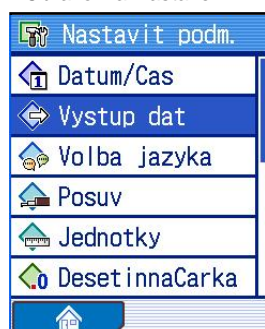 Nastavit podm.
Datum/Cas
Vystup dat
Volba jazyka
Posuv
Jednotky
DesetinnaCarka